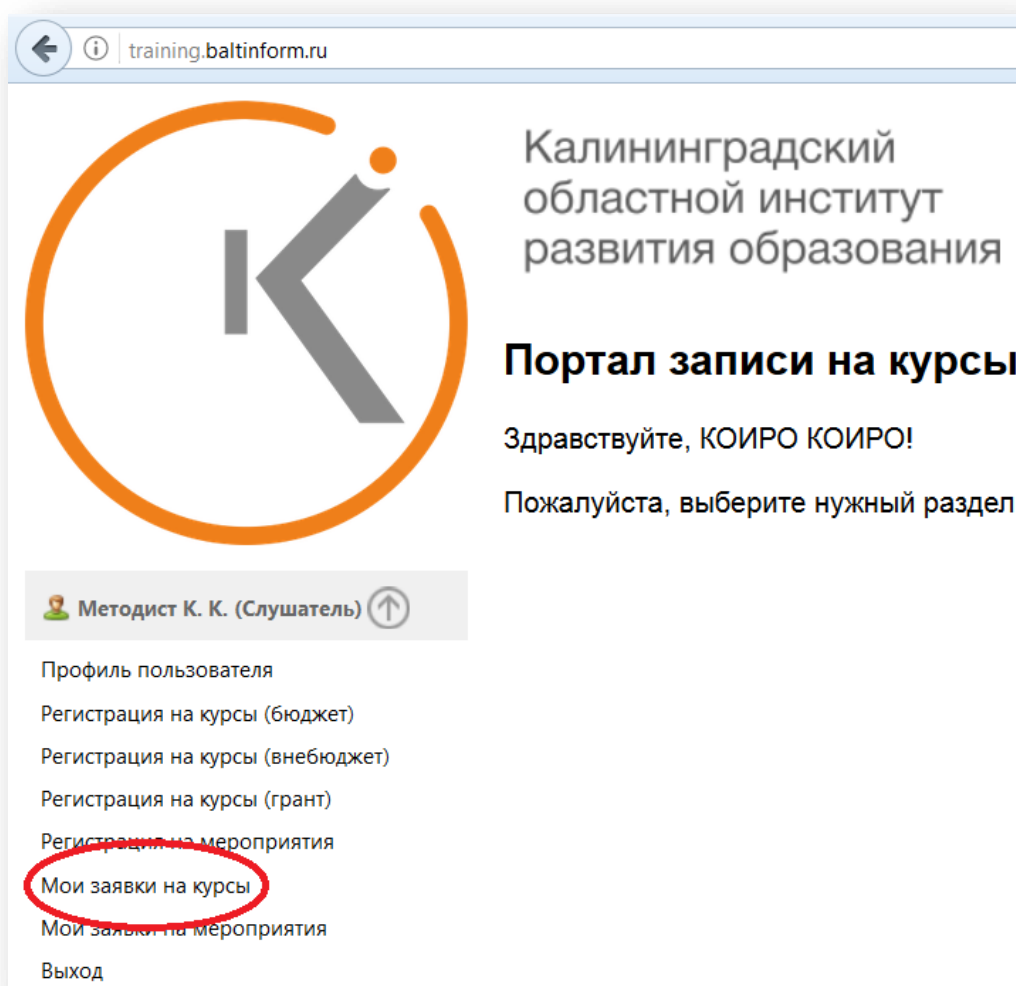 training.baltinform.ru
Калининградский
областной институт
развития образования
Портал записи на курсы
Здравствуйте, КОИРО КОИРО!
Пожалуйста, выберите нужный раздел
Методист К. К. (Слушатель)
Профиль пользователя
Регистрация на курсы (бюджет)
Регистрация на курсы (внебюджет)
Регистрация на курсы (грант)
Регистрация на мероприятия
Мои заявки на курсы
Мои заявки на мероприятия
Выход